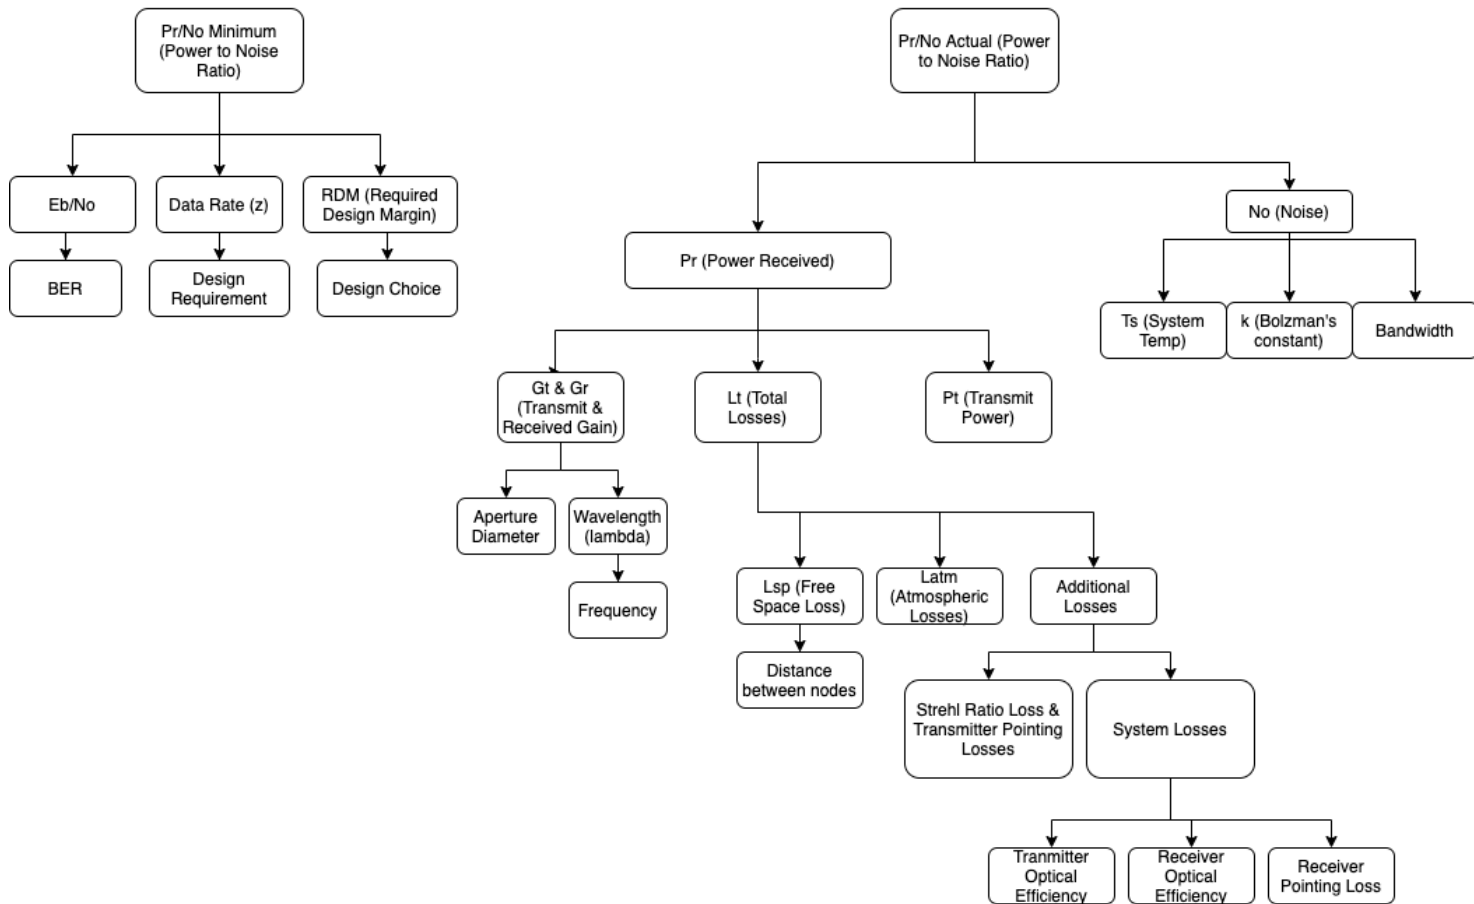 Pr/No Minimum
(Power to Noise
Ratio)
Pr/No Actual (Power
to Noise Ratio)
Eb/No
Data Rate (z)
RDM (Required
Design Margin)
No (Noise)
BER
Design
Requirement
Design Choice
Pr (Power Received)
Ts (System
Temp)
k (Bolzman's
constant)
Bandwidth
Gt & Gr
(Transmit &
Received Gain)
Lt (Total
Losses)
Pt (Transmit
Power)
Aperture
Diameter
Wavelength
(lambda)
Frequency
Lsp (Free
Space Loss)
Latm
(Atmospheric
Losses)
Additional
Losses
Distance
between nodes
Strehl Ratio Loss &
Transmitter Pointing
Losses
System Losses
Tranmitter
Optical
Efficiency
Receiver
Optical
Efficiency
Receiver
Pointing Loss